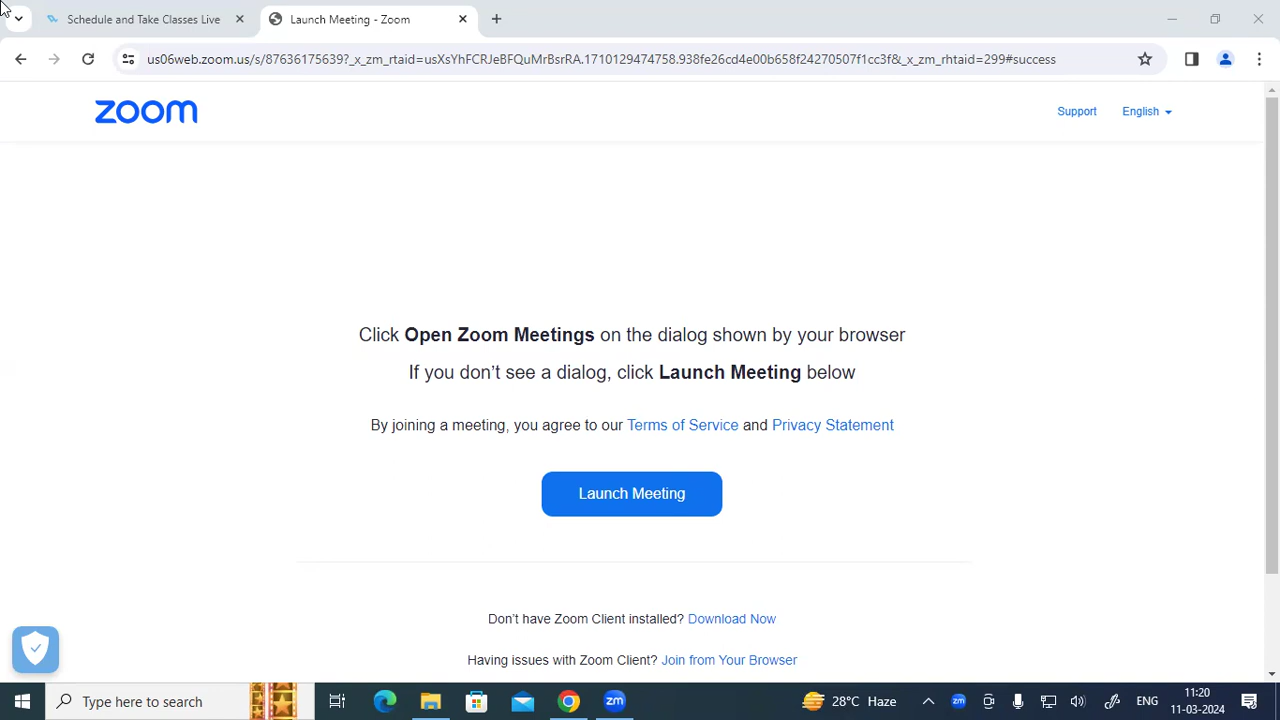 Schedule and Take Classes Live
Launch Meeting - Zoom
us06web.zoom.us/s/87636175639?_x_zm_rtaid=usXsYhFCRJeBFQuMrBsrRA.1710129474758.938fe26cd4e00b658f24270507f1cc3f&_x_zm_rhtaid=299#success
zoom
Support
English
Click Open Zoom Meetings on the dialog shown by your browser
If you don’t see a dialog, click Launch Meeting below
By joining a meeting, you agree to our Terms of Service and Privacy Statement
Launch Meeting
Don’t have Zoom Client installed? Download Now
Having issues with Zoom Client? Join from Your Browser
Type here to search
zm
28°C Haze
zm
ENG
11:20
11-03-2024